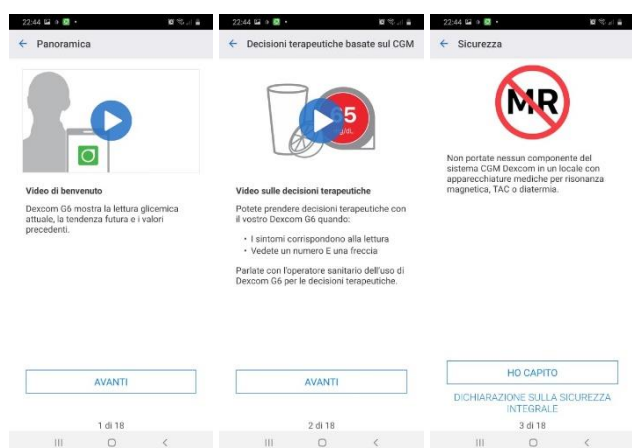 22:44
Panoramica
Video di benvenuto
Dexcom G6 mostra la lettura glicemica
attuale, la tendenza futura e i valori
precedenti.
AVANTI
1 di 18
22:44
Decisioni terapeutiche basate sul CGM
65
mg/dL
Video sulle decisioni terapeutiche
Potete prendere decisioni terapeutiche con
il vostro Dexcom G6 quando:
• I sintomi corrispondono alla lettura
• Vedete un numero E una freccia
Parlate con l'operatore sanitario dell'uso di
Dexcom G6 per le decisioni terapeutiche.
AVANTI
2 di 18
22:44
Sicurezza
MR
Non portate nessun componente del
sistema CGM Dexcom in un locale con
apparecchiature mediche per risonanza
magnetica, TAC o diatermia.
HO CAPITO
DICHIARAZIONE SULLA SICUREZZA
INTEGRALE
3 di 18